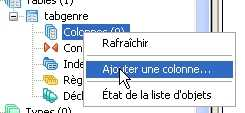 Tables (1)
tabgenre
Colonnes (0)
Rafraîchir
Ajouter une colonne...
État de la liste d'objets
Types (0)